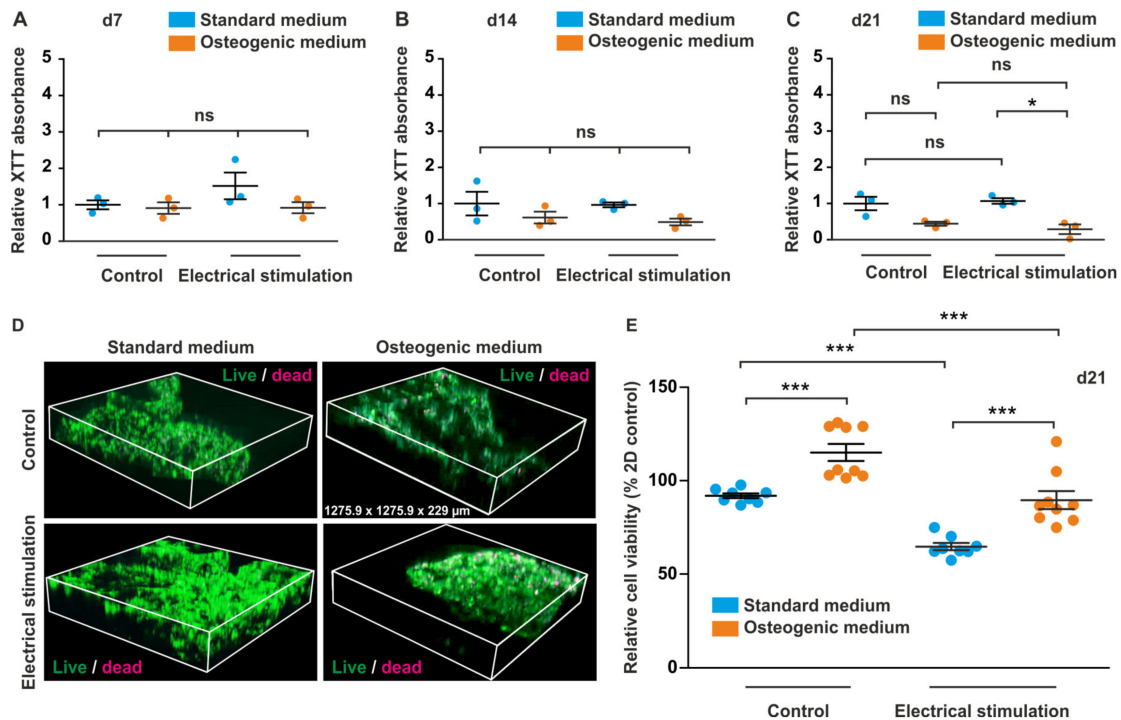 A
d7
Standard medium
Osteogenic medium
Relative XTT absorbance
5
4
3
2
1
0
ns
Control
Electrical stimulation
B
d14
Standard medium
Osteogenic medium
Relative XTT absorbance
5
4
3
2
1
0
ns
Control
Electrical stimulation
C
d21
Standard medium
Osteogenic medium
Relative XTT absorbance
5
4
3
2
1
0
ns
ns
*
ns
Control
Electrical stimulation
D
Standard medium
Osteogenic medium
Control
Electrical stimulation
Live / dead
Live / dead
1275.9 x 1275.9 x 229 µm
Live / dead
Live / dead
E
d21
Relative cell viability (% 2D control)
150
100
50
0
***
***
***
***
Standard medium
Osteogenic medium
Control
Electrical stimulation